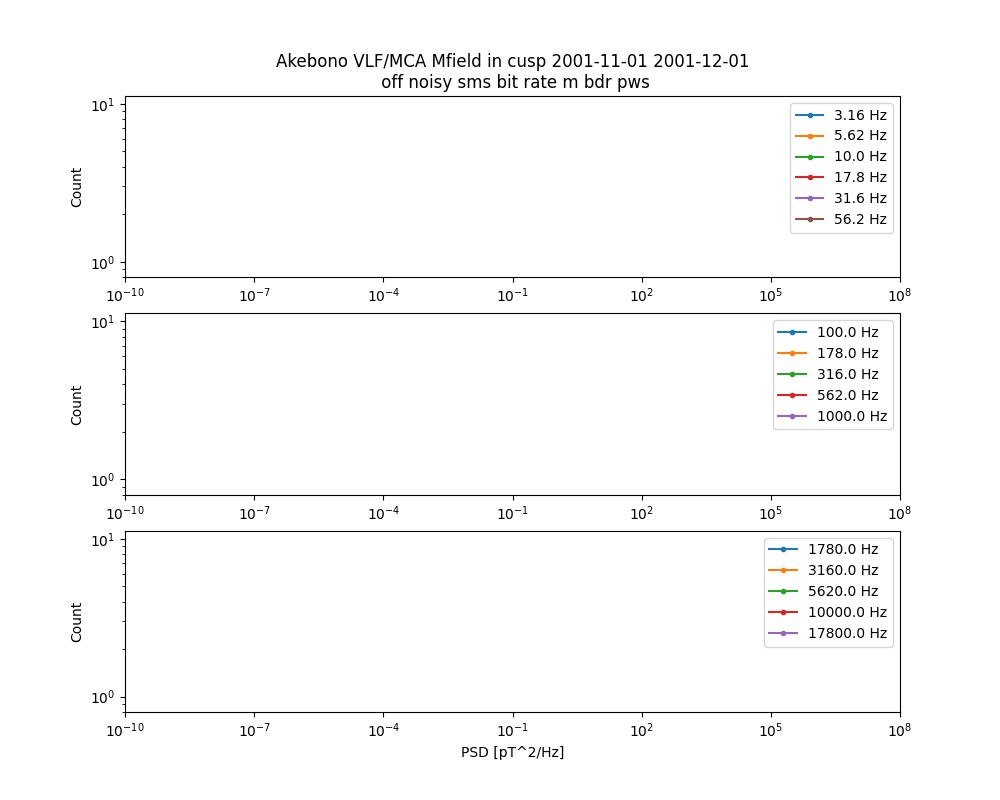 Akebono VLF/MCA Mfield in cusp 2001-11-01 2001-12-01
off noisy sms bit rate m bdr pws
10^1
10^0
Count
3.16 Hz
5.62 Hz
10.0 Hz
17.8 Hz
31.6 Hz
56.2 Hz
10^−10 10^−7 10^−4 10^−1 10^2 10^5 10^8
10^1
10^0
Count
100.0 Hz
178.0 Hz
316.0 Hz
562.0 Hz
1000.0 Hz
10^−10 10^−7 10^−4 10^−1 10^2 10^5 10^8
10^1
10^0
Count
1780.0 Hz
3160.0 Hz
5620.0 Hz
10000.0 Hz
17800.0 Hz
10^−10 10^−7 10^−4 10^−1 10^2 10^5 10^8
PSD [pT^2/Hz]